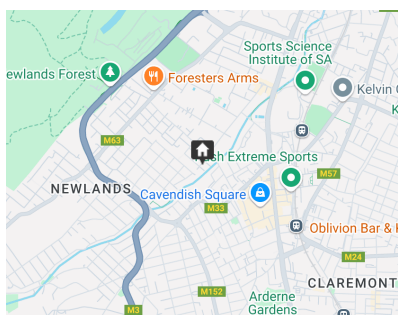 Sports Science
Institute of SA
ewlands Forest
Foresters Arms
Kelvin
M63
sh Extreme Sports
M57
NEWLANDS
Cavendish Square
M33
Oblivion Bar &
M24
CLAREMONT
M152
Arderne
Gardens
M3